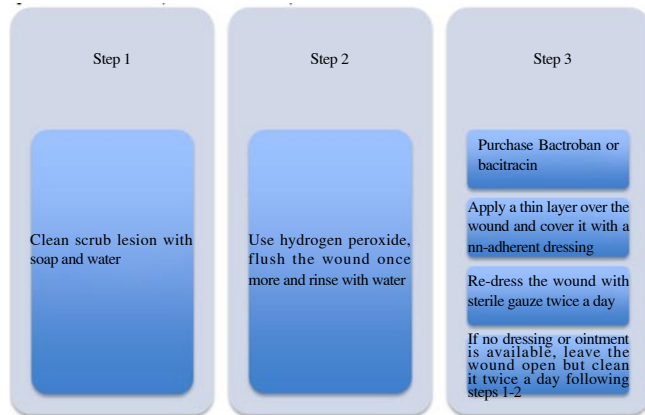 Step 1
Clean scrub lesion with
soap and water
Step 2
Use hydrogen peroxide,
flush the wound once
more and rinse with water
Step 3
Purchase Bactroban or
bacitracin
Apply a thin layer over the
wound and cover it with a
nn-adherent dressing
Re-dress the wound with
sterile gauze twice a day
If no dressing or ointment
is available, leave the
wound open but clean
it twice a day following
steps 1-2